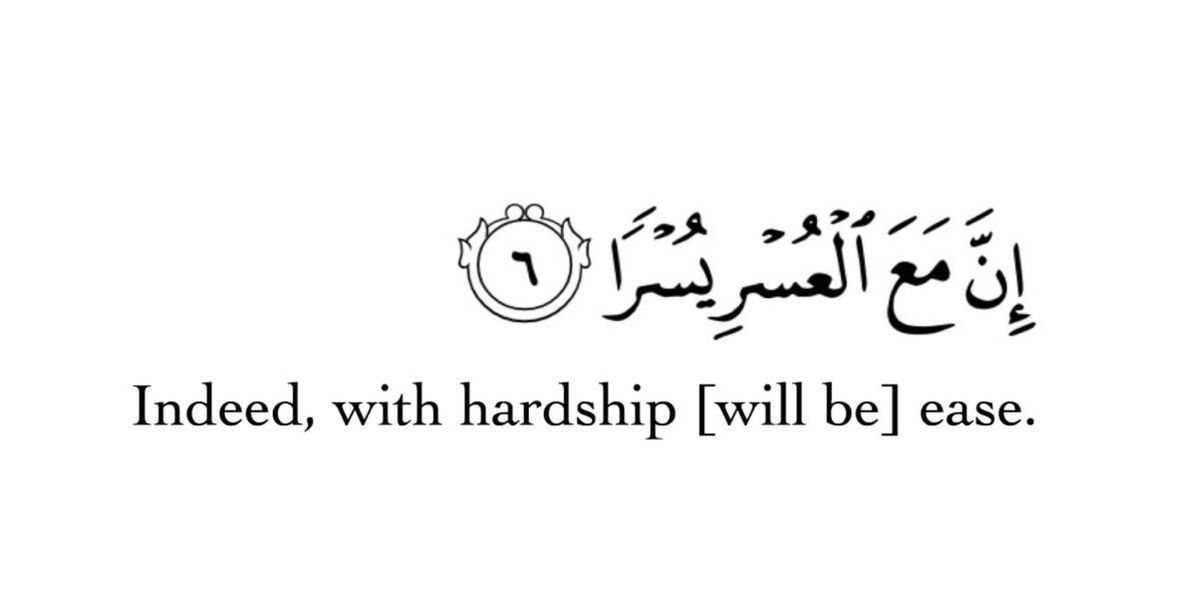 إِنَّ مَعَ ٱلْعُسْرِ يُسْرًا ٦
Indeed, with hardship [will be] ease.